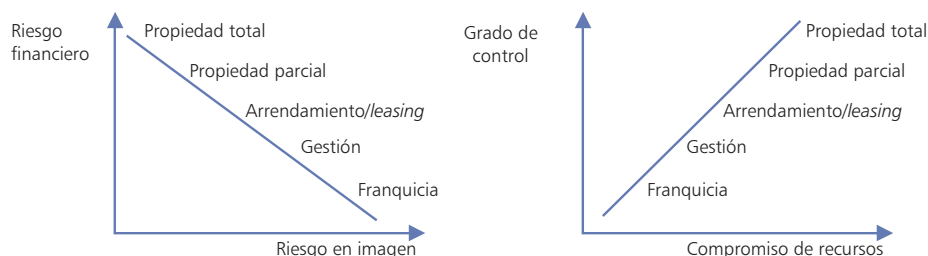 Riesgo
financiero
Propiedad total
Propiedad parcial
Arrendamiento/leasing
Gestión
Franquicia
Riesgo en imagen
Grado de
control
Propiedad total
Propiedad parcial
Arrendamiento/leasing
Gestión
Franquicia
Compromiso de recursos